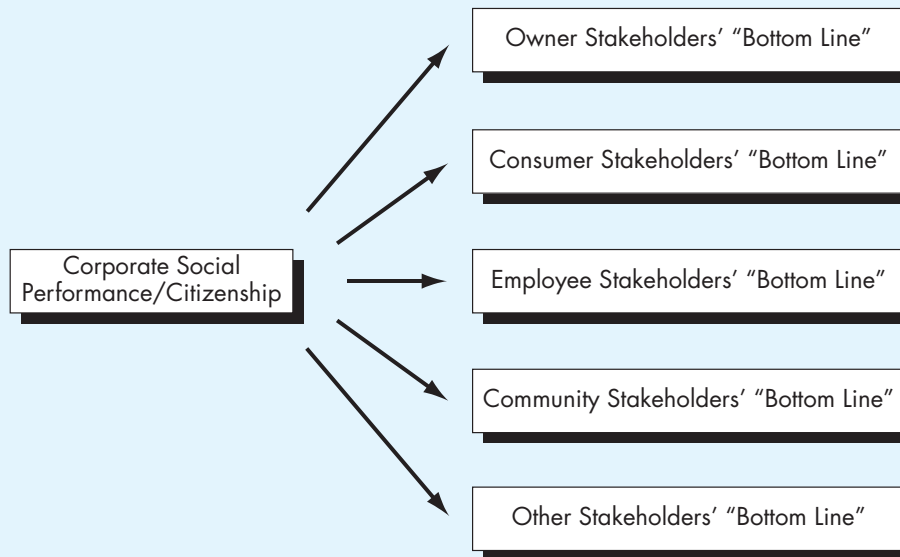 Owner Stakeholders’ “Bottom Line”
Consumer Stakeholders’ “Bottom Line”
Corporate Social
Performance/Citizenship
Employee Stakeholders’ “Bottom Line”
Community Stakeholders’ “Bottom Line”
Other Stakeholders’ “Bottom Line”